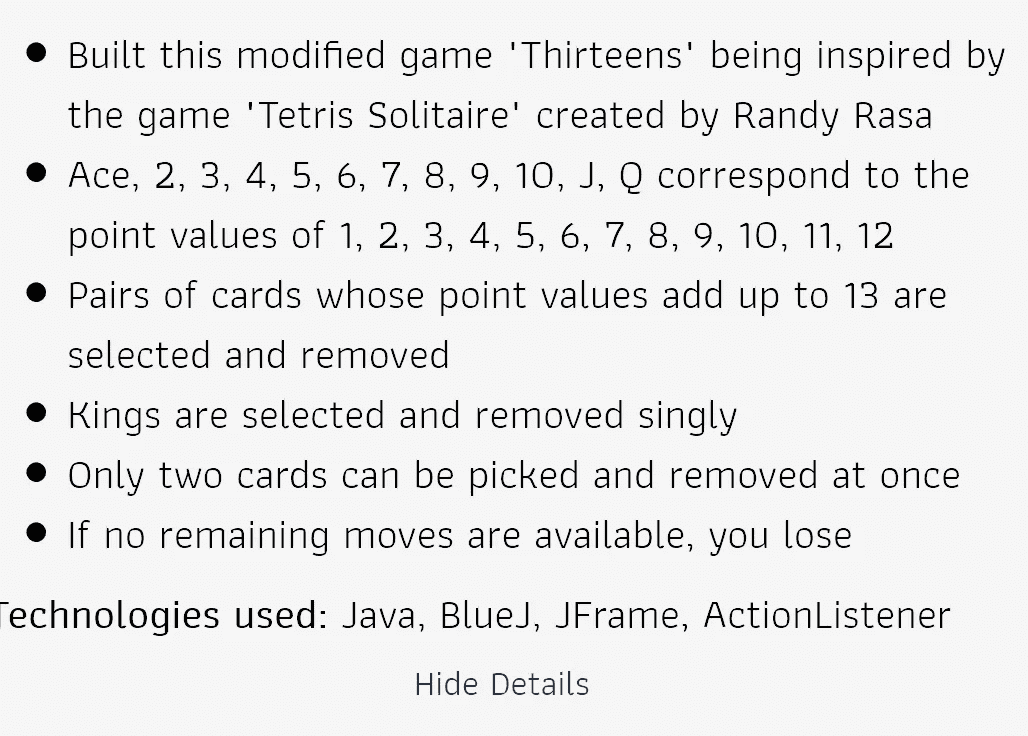 ● Built this modified game 'Thirteens' being inspired by
the game 'Tetris Solitaire' created by Randy Rasa
● Ace, 2, 3, 4, 5, 6, 7, 8, 9, 10, J, Q correspond to the
point values of 1, 2, 3, 4, 5, 6, 7, 8, 9, 10, 11, 12
● Pairs of cards whose point values add up to 13 are
selected and removed
● Kings are selected and removed singly
● Only two cards can be picked and removed at once
● If no remaining moves are available, you lose
Technologies used: Java, BlueJ, JFrame, ActionListener
Hide Details